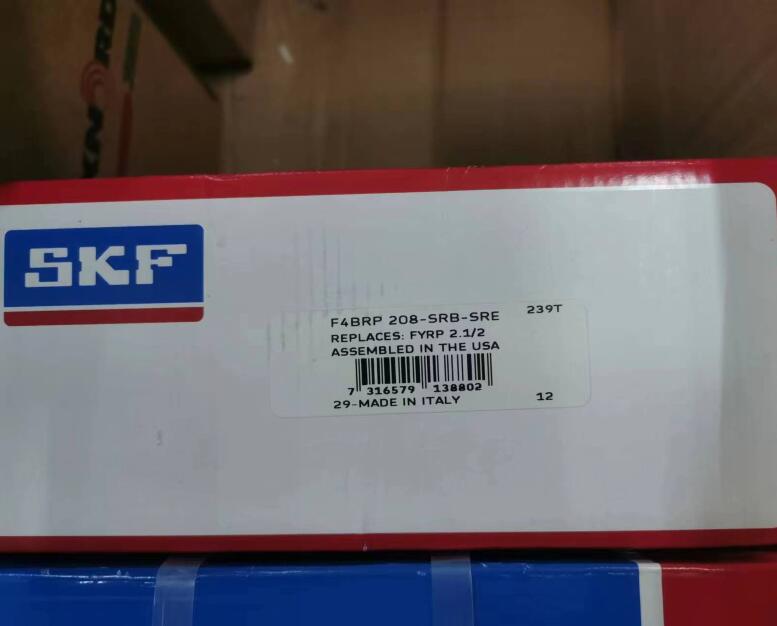 SKF
F4BRP 208-SRB-SRE 239T
REPLACES: FYRP 2.1/2
ASSEMBLED IN THE USA
7 316579 138802
29-MADE IN ITALY 12